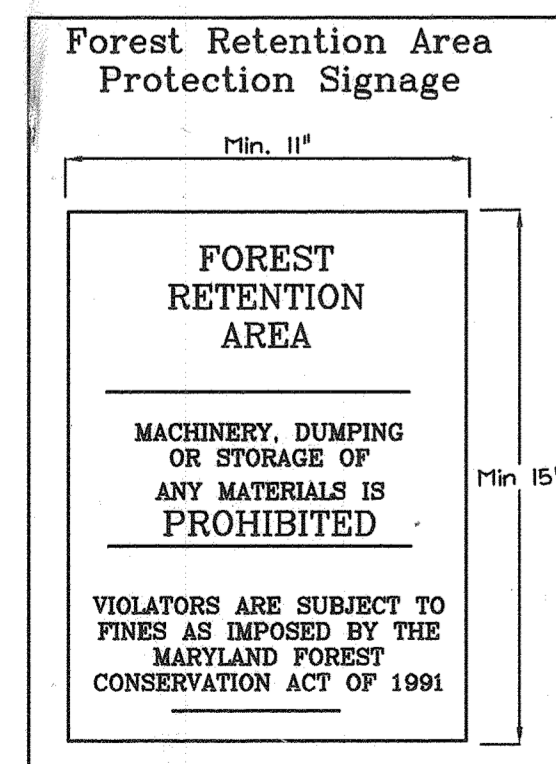 Forest Retention Area
Protection Signage
Min. 11"
FOREST
RETENTION
AREA
MACHINERY, DUMPING
OR STORAGE OF
ANY MATERIALS IS
PROHIBITED
Min 15"
VIOLATORS ARE SUBJECT TO
FINES AS IMPOSED BY THE
MARYLAND FOREST
CONSERVATION ACT OF 1991